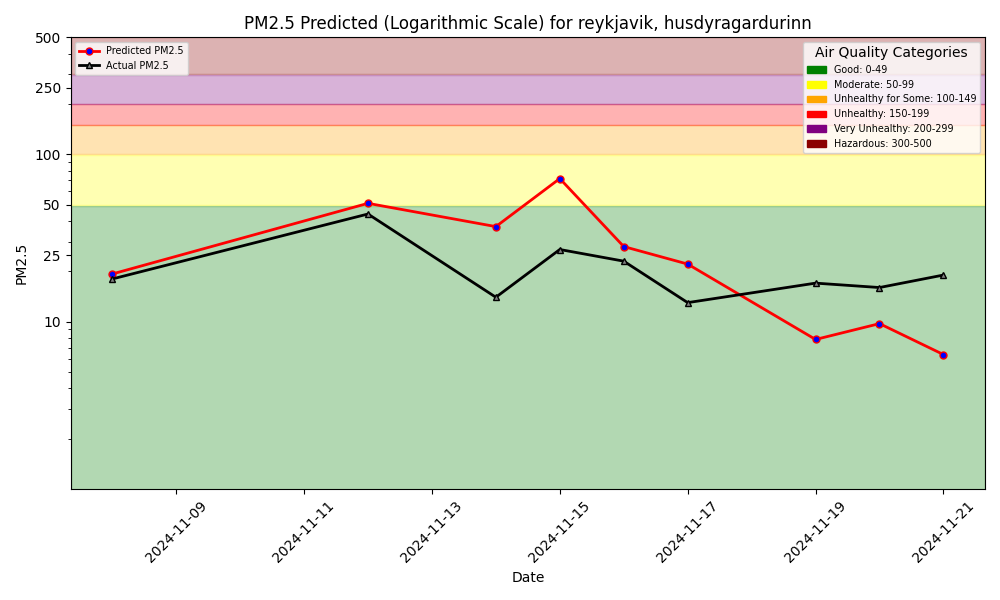 PM2.5 Predicted (Logarithmic Scale) for reykjavik, husdyragardurinn
Predicted PM2.5
Actual PM2.5
Air Quality Categories
Good: 0-49
Moderate: 50-99
Unhealthy for Some: 100-149
Unhealthy: 150-199
Very Unhealthy: 200-299
Hazardous: 300-500
PM2.5
500
250
100
50
25
10
2024-11-09
2024-11-11
2024-11-13
2024-11-15
2024-11-17
2024-11-19
2024-11-21
Date